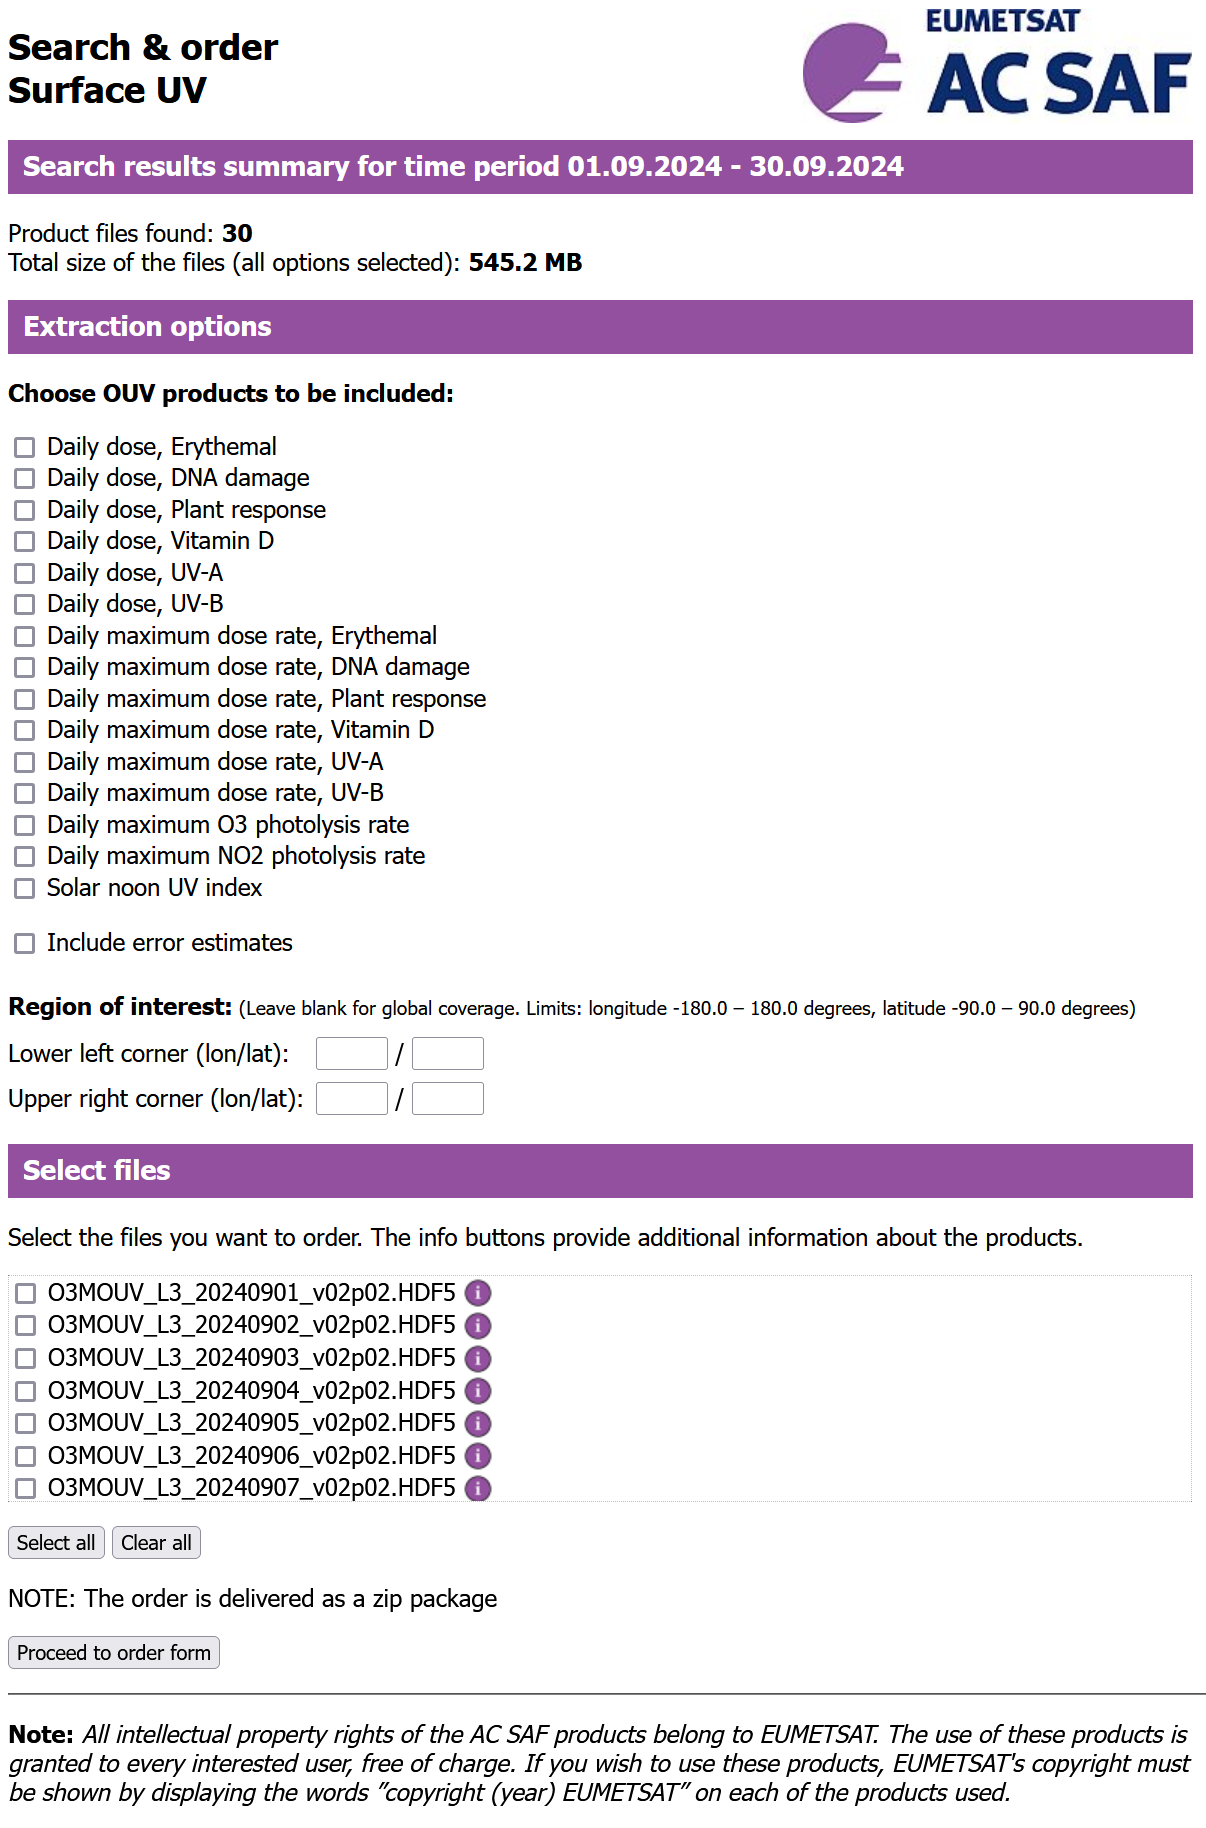 Search & order
Surface UV
EUMETSAT
AC SAF
Search results summary for time period 01.09.2024 - 30.09.2024
Product files found: 30
Total size of the files (all options selected): 545.2 MB
Extraction options
Choose OUV products to be included:
Daily dose, Erythemal
Daily dose, DNA damage
Daily dose, Plant response
Daily dose, Vitamin D
Daily dose, UV-A
Daily dose, UV-B
Daily maximum dose rate, Erythemal
Daily maximum dose rate, DNA damage
Daily maximum dose rate, Plant response
Daily maximum dose rate, Vitamin D
Daily maximum dose rate, UV-A
Daily maximum dose rate, UV-B
Daily maximum O3 photolysis rate
Daily maximum NO2 photolysis rate
Solar noon UV index
Include error estimates
Region of interest: (Leave blank for global coverage. Limits: longitude -180.0 – 180.0 degrees, latitude -90.0 – 90.0 degrees)
Lower left corner (lon/lat): /
Upper right corner (lon/lat): /
Select files
Select the files you want to order. The info buttons provide additional information about the products.
O3MOUV_L3_20240901_v02p02.HDF5 i
O3MOUV_L3_20240902_v02p02.HDF5 i
O3MOUV_L3_20240903_v02p02.HDF5 i
O3MOUV_L3_20240904_v02p02.HDF5 i
O3MOUV_L3_20240905_v02p02.HDF5 i
O3MOUV_L3_20240906_v02p02.HDF5 i
O3MOUV_L3_20240907_v02p02.HDF5 i
Select all Clear all
NOTE: The order is delivered as a zip package
Proceed to order form
Note: All intellectual property rights of the AC SAF products belong to EUMETSAT. The use of these products is
granted to every interested user, free of charge. If you wish to use these products, EUMETSAT's copyright must
be shown by displaying the words ”copyright (year) EUMETSAT” on each of the products used.